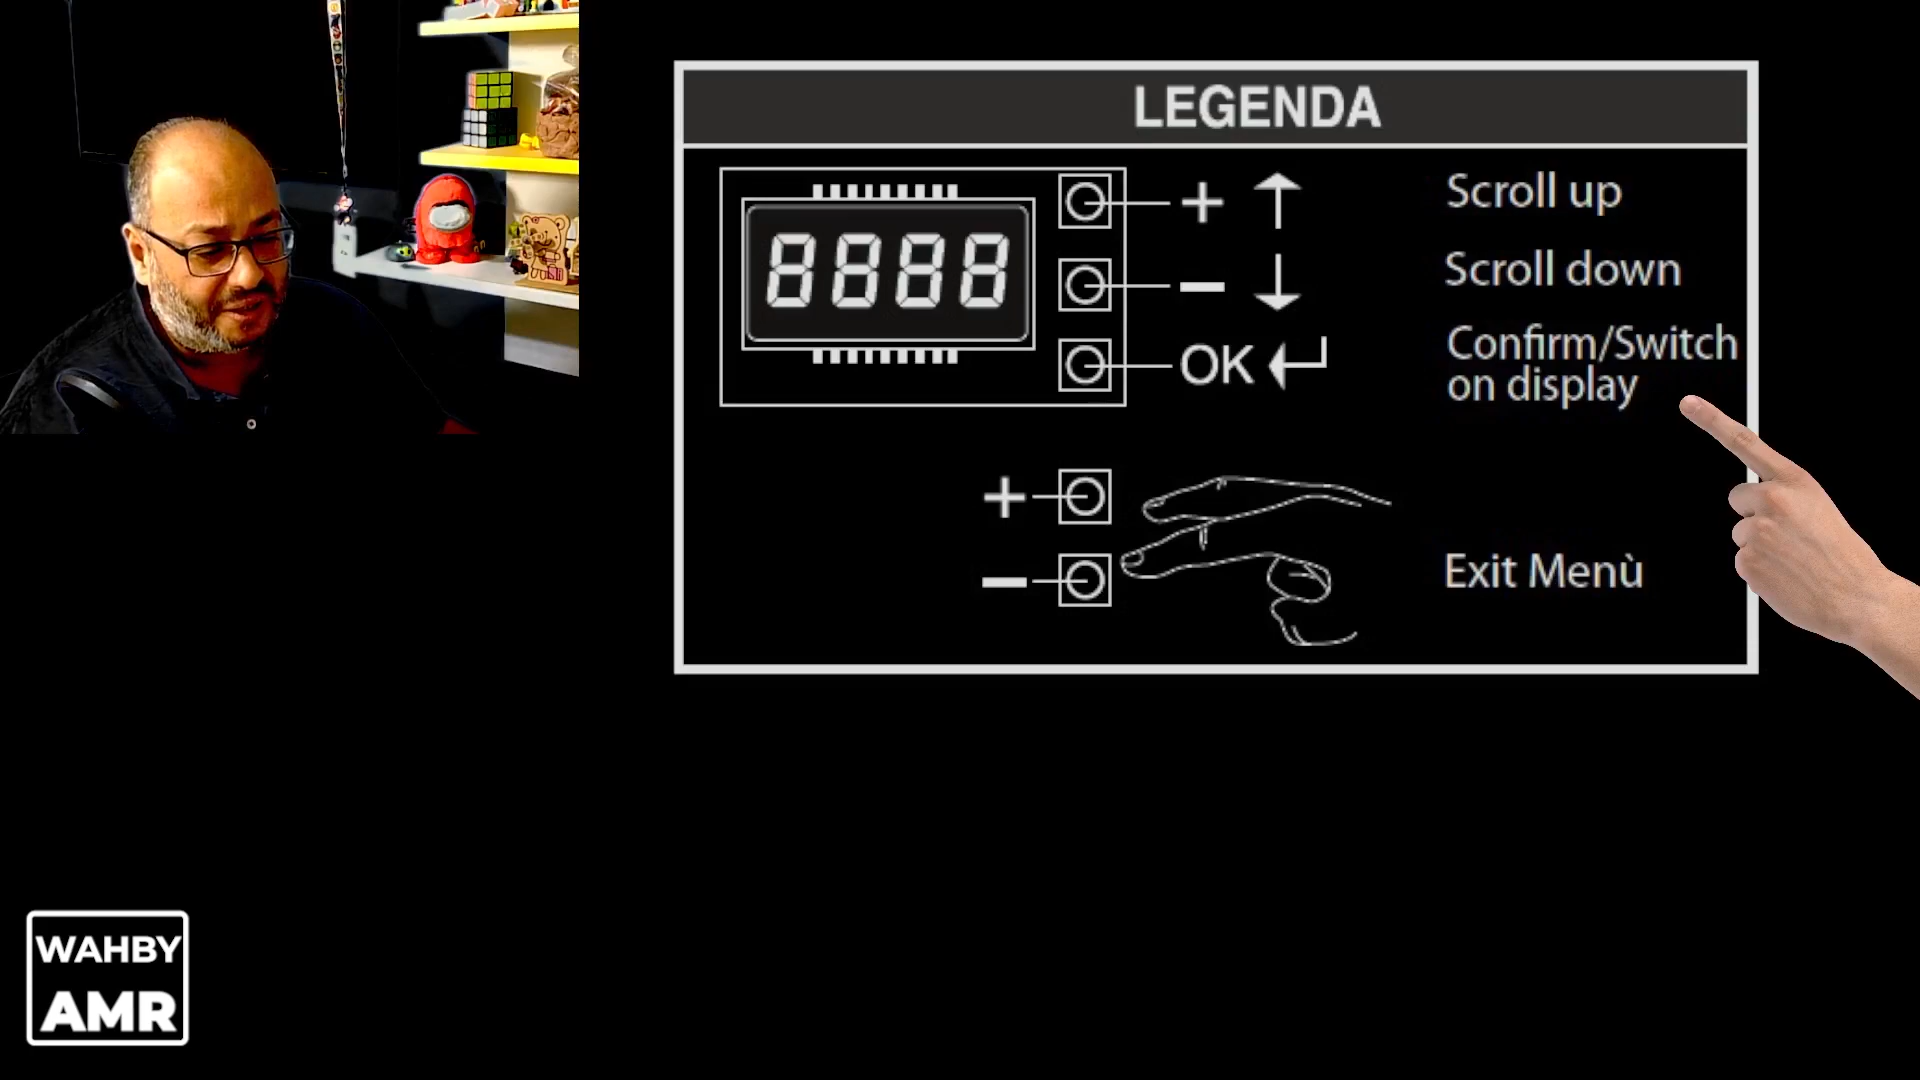 LEGENDA
8888
+ ↑ Scroll up
− ↓ Scroll down
OK ↵ Confirm/Switch
on display
+
− Exit Menù
WAHBY
AMR